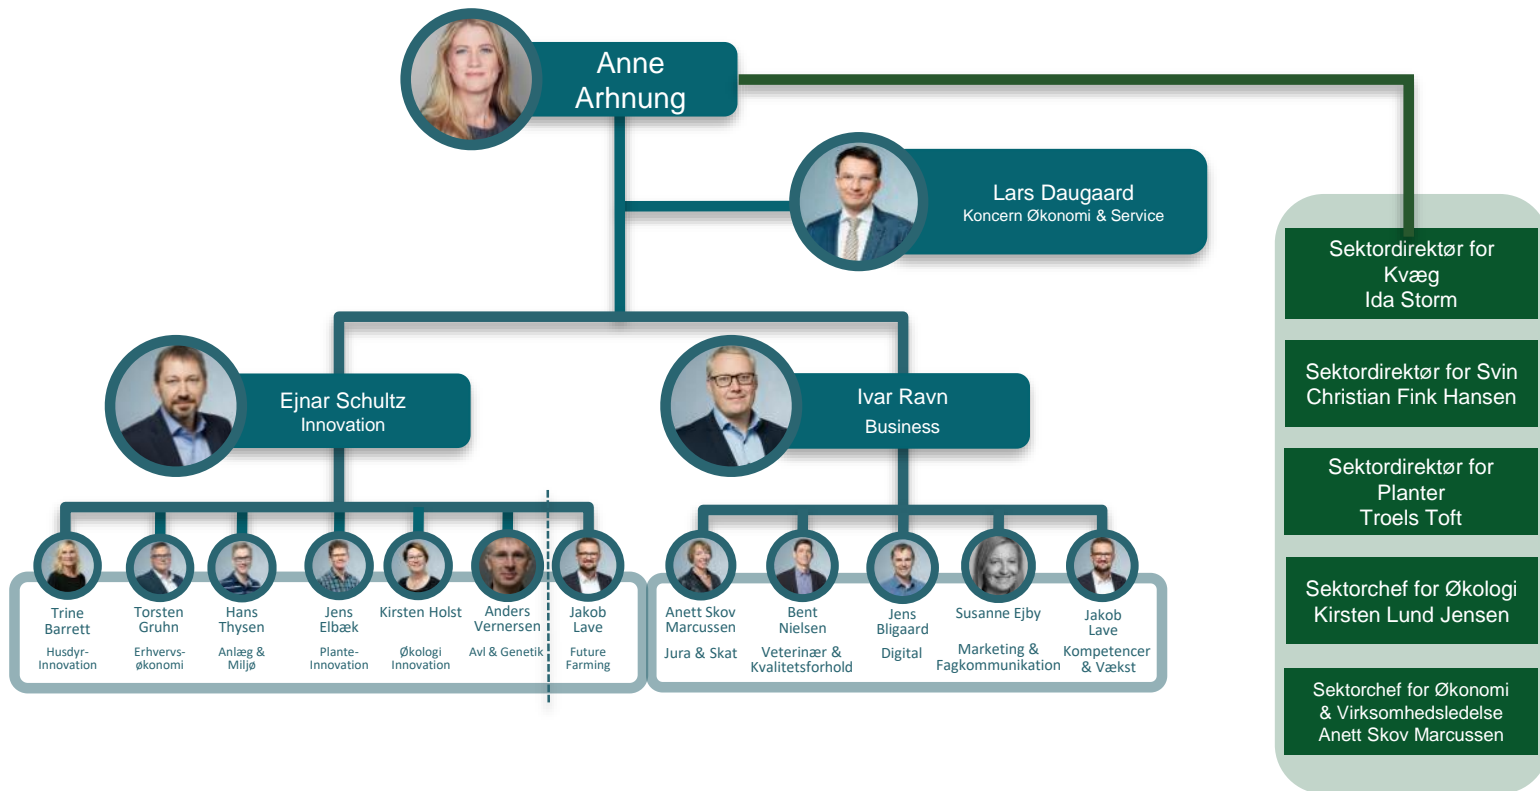 Anne
Arhnung
Lars Daugaard
Koncern Økonomi & Service
Ejnar Schultz
Innovation
Ivar Ravn
Business
Trine
Barrett
Husdyr-
Innovation
Torsten
Gruhn
Erhvervs-
økonomi
Hans
Thysen
Anlæg &
Miljø
Jens
Elbæk
Plante-
Innovation
Kirsten Holst
Økologi
Innovation
Anders
Vernersen
Avl & Genetik
Jakob
Lave
Future
Farming
Anett Skov
Marcussen
Jura & Skat
Bent
Nielsen
Veterinær &
Kvalitetsforhold
Jens
Bligaard
Digital
Susanne Ejby
Marketing &
Fagkommunikation
Jakob
Lave
Kompetencer
& Vækst
Sektordirektør for
Kvæg
Ida Storm
Sektordirektør for Svin
Christian Fink Hansen
Sektordirektør for
Planter
Troels Toft
Sektorchef for Økologi
Kirsten Lund Jensen
Sektorchef for Økonomi
& Virksomhedsledelse
Anett Skov Marcussen